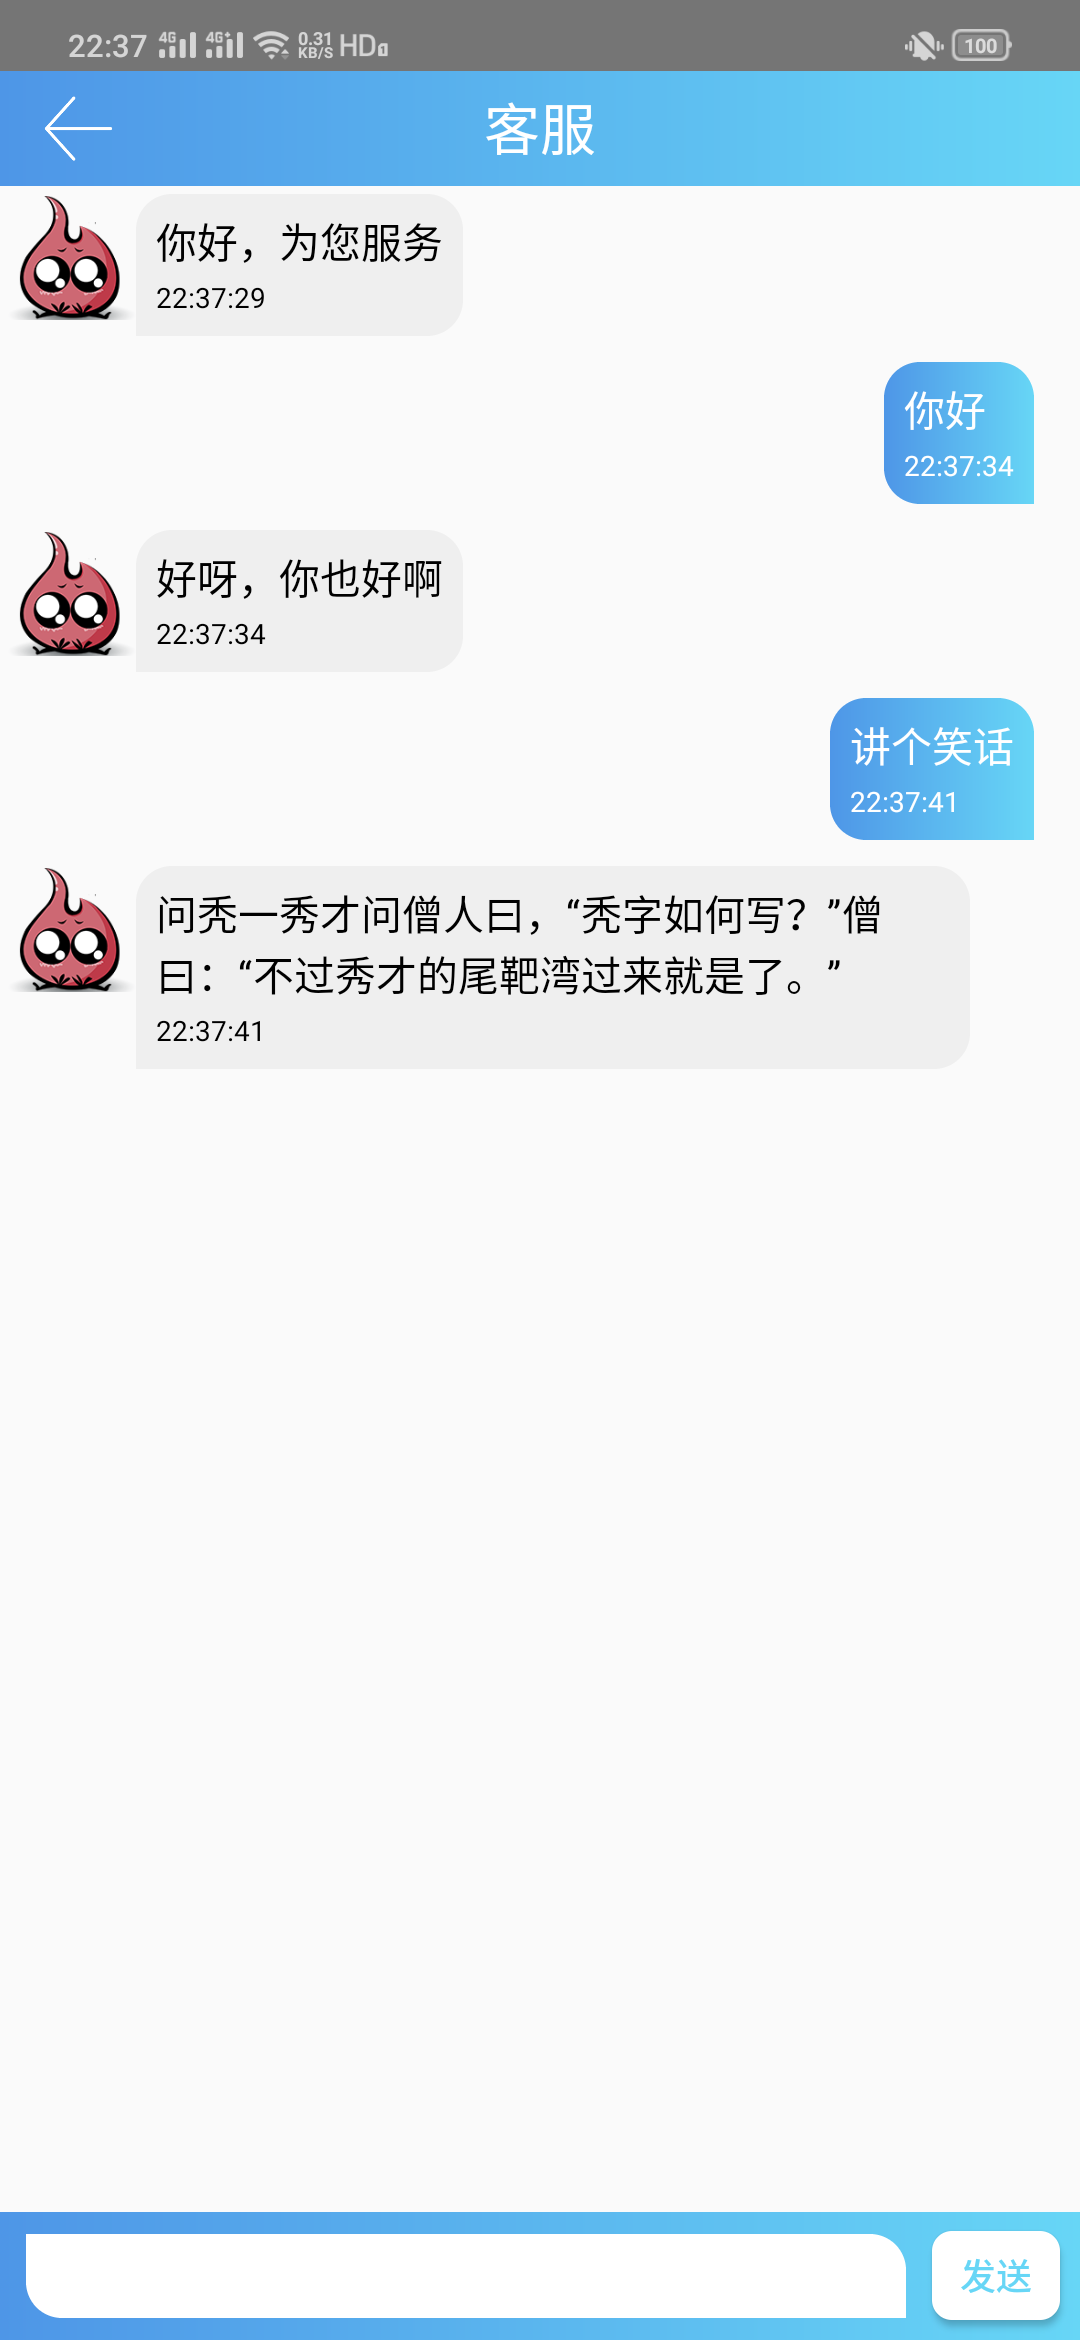 22:37 4G 4G+ 0.31 KB/S HD 100
客服
你好，为您服务
22:37:29
你好
22:37:34
好呀，你也好啊
22:37:34
讲个笑话
22:37:41
问秃一秀才问僧人曰，“秃字如何写？”僧
曰：“不过秀才的尾靶湾过来就是了。”
22:37:41
发送